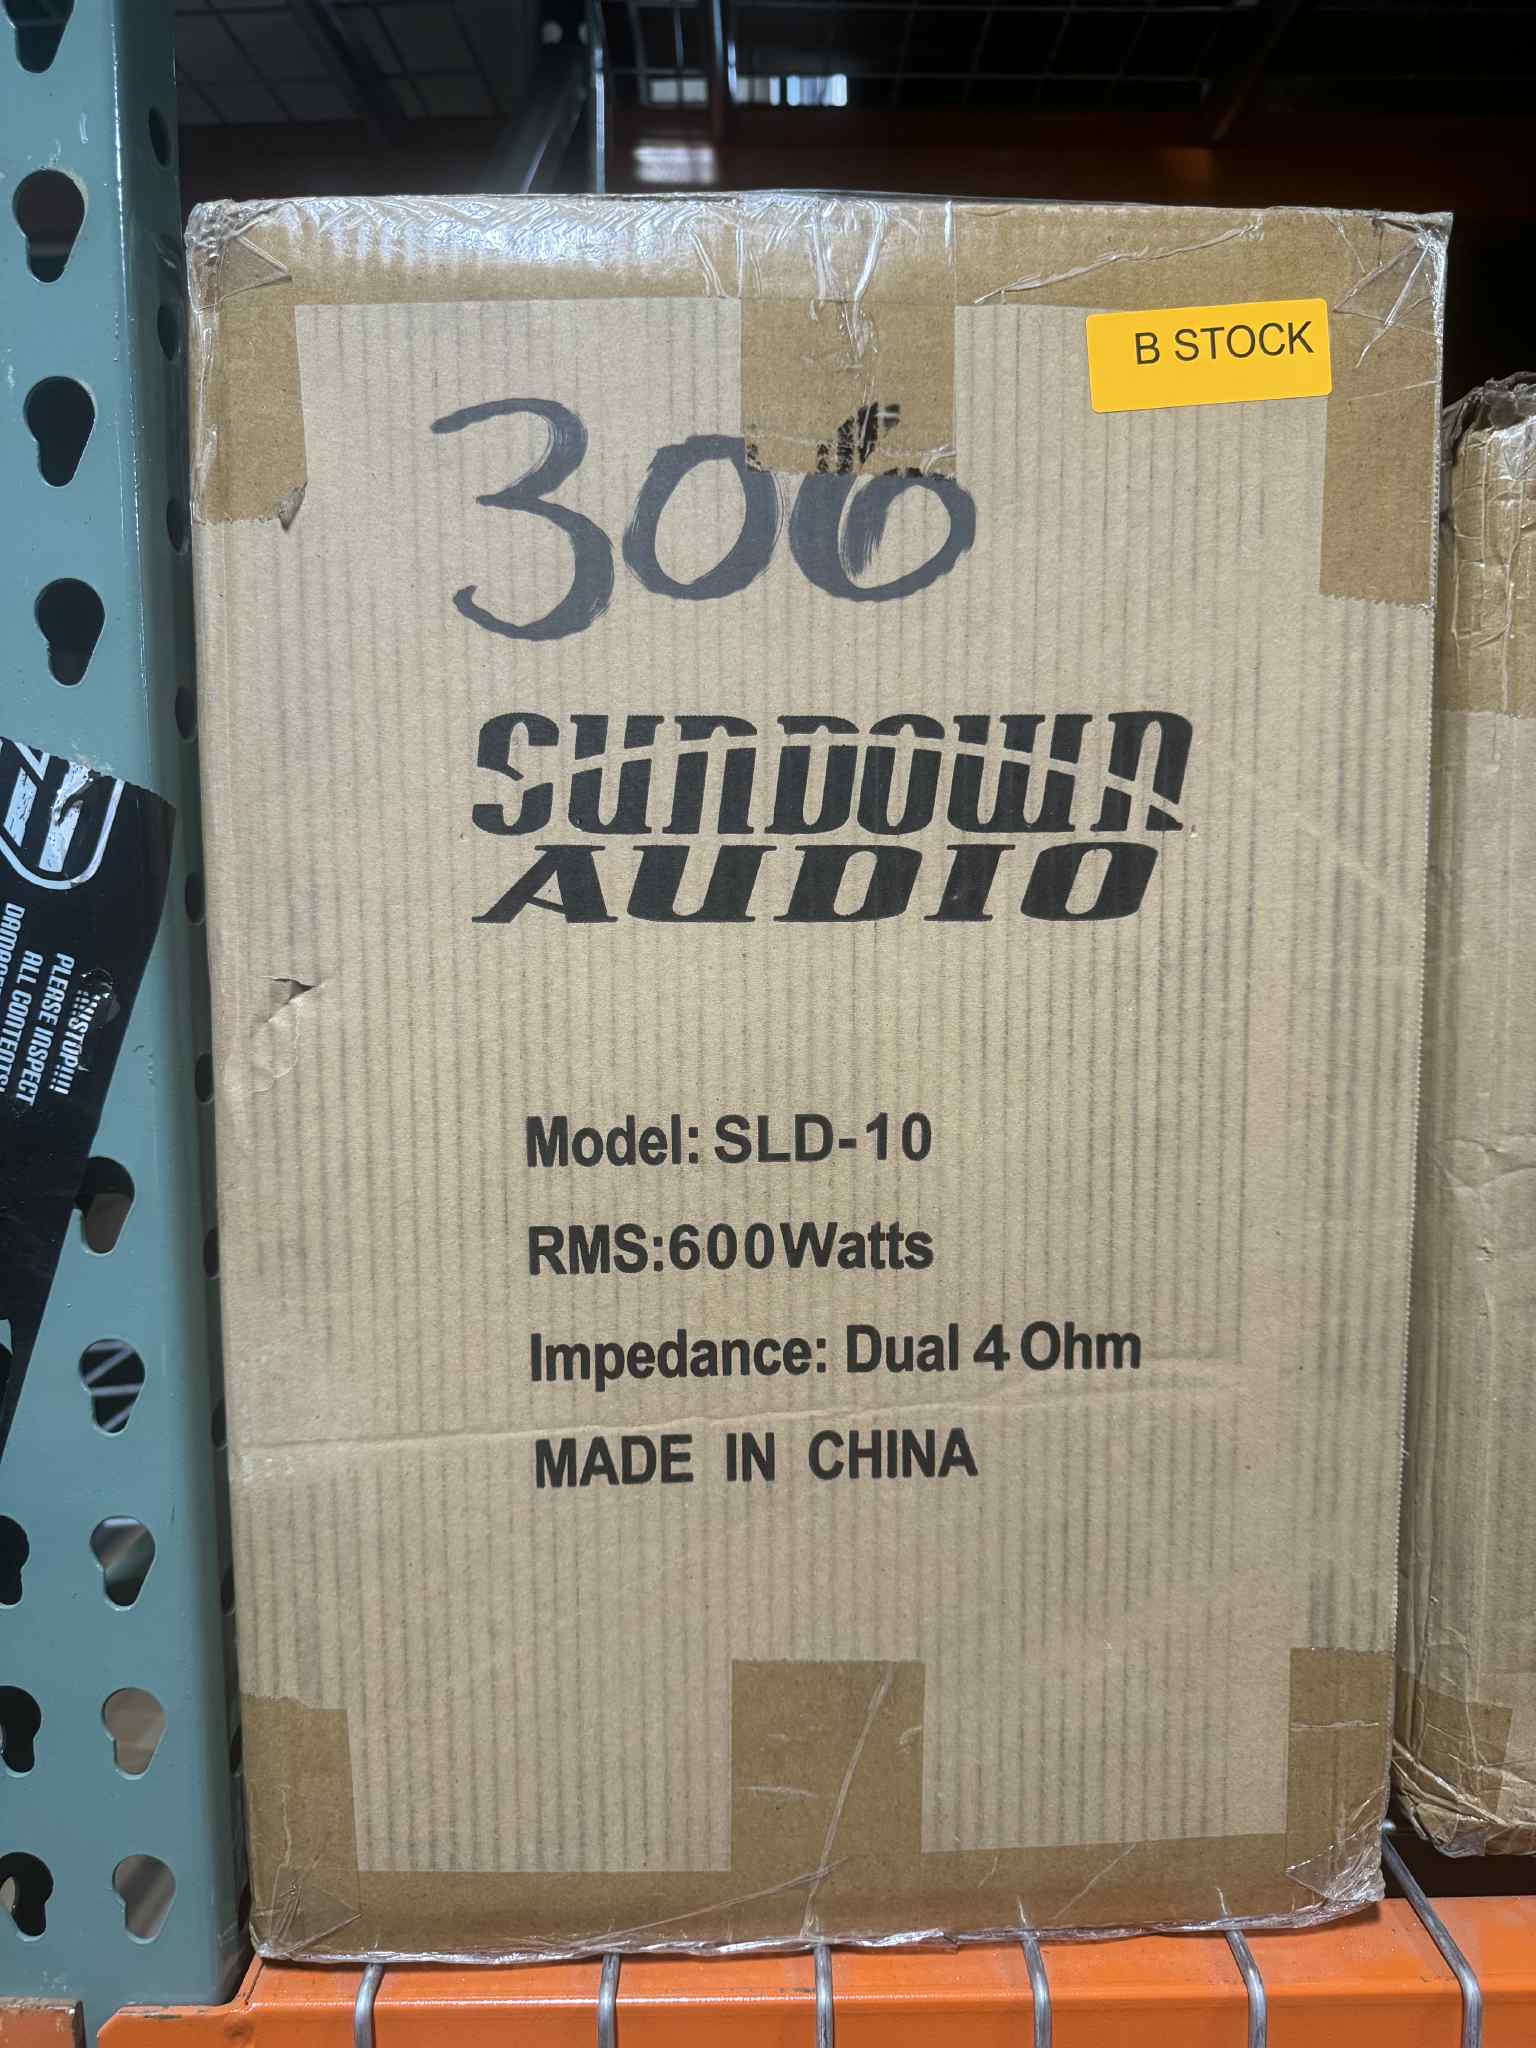 B STOCK
306
SUNDOWN
AUDIO
Model: SLD-10
RMS:600Watts
Impedance: Dual 4 Ohm
MADE IN CHINA
!!!!STOP!!!!
PLEASE INSPECT
ALL CONTENTS